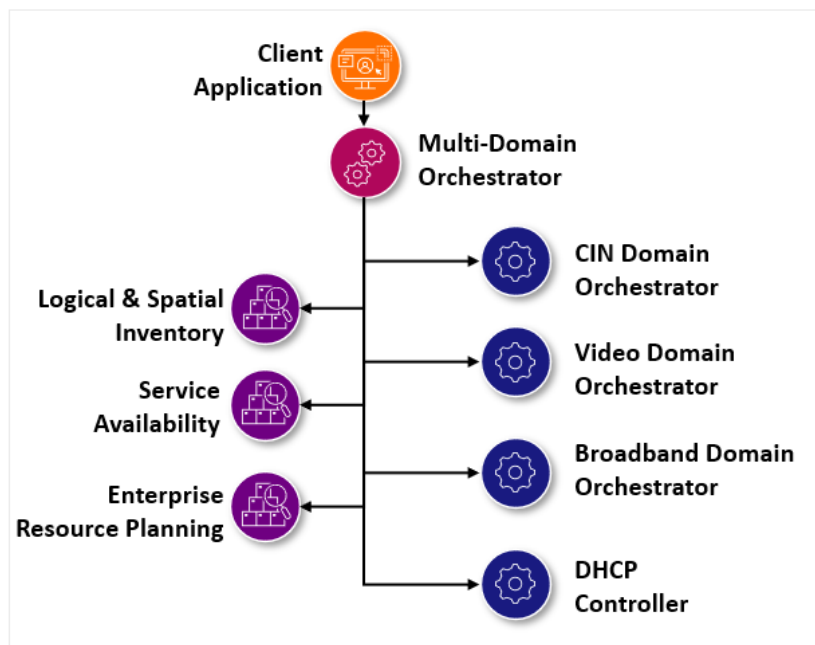 Client
Application
Multi-Domain
Orchestrator
CIN Domain
Orchestrator
Logical & Spatial
Inventory
Video Domain
Orchestrator
Service
Availability
Broadband Domain
Orchestrator
Enterprise
Resource Planning
DHCP
Controller